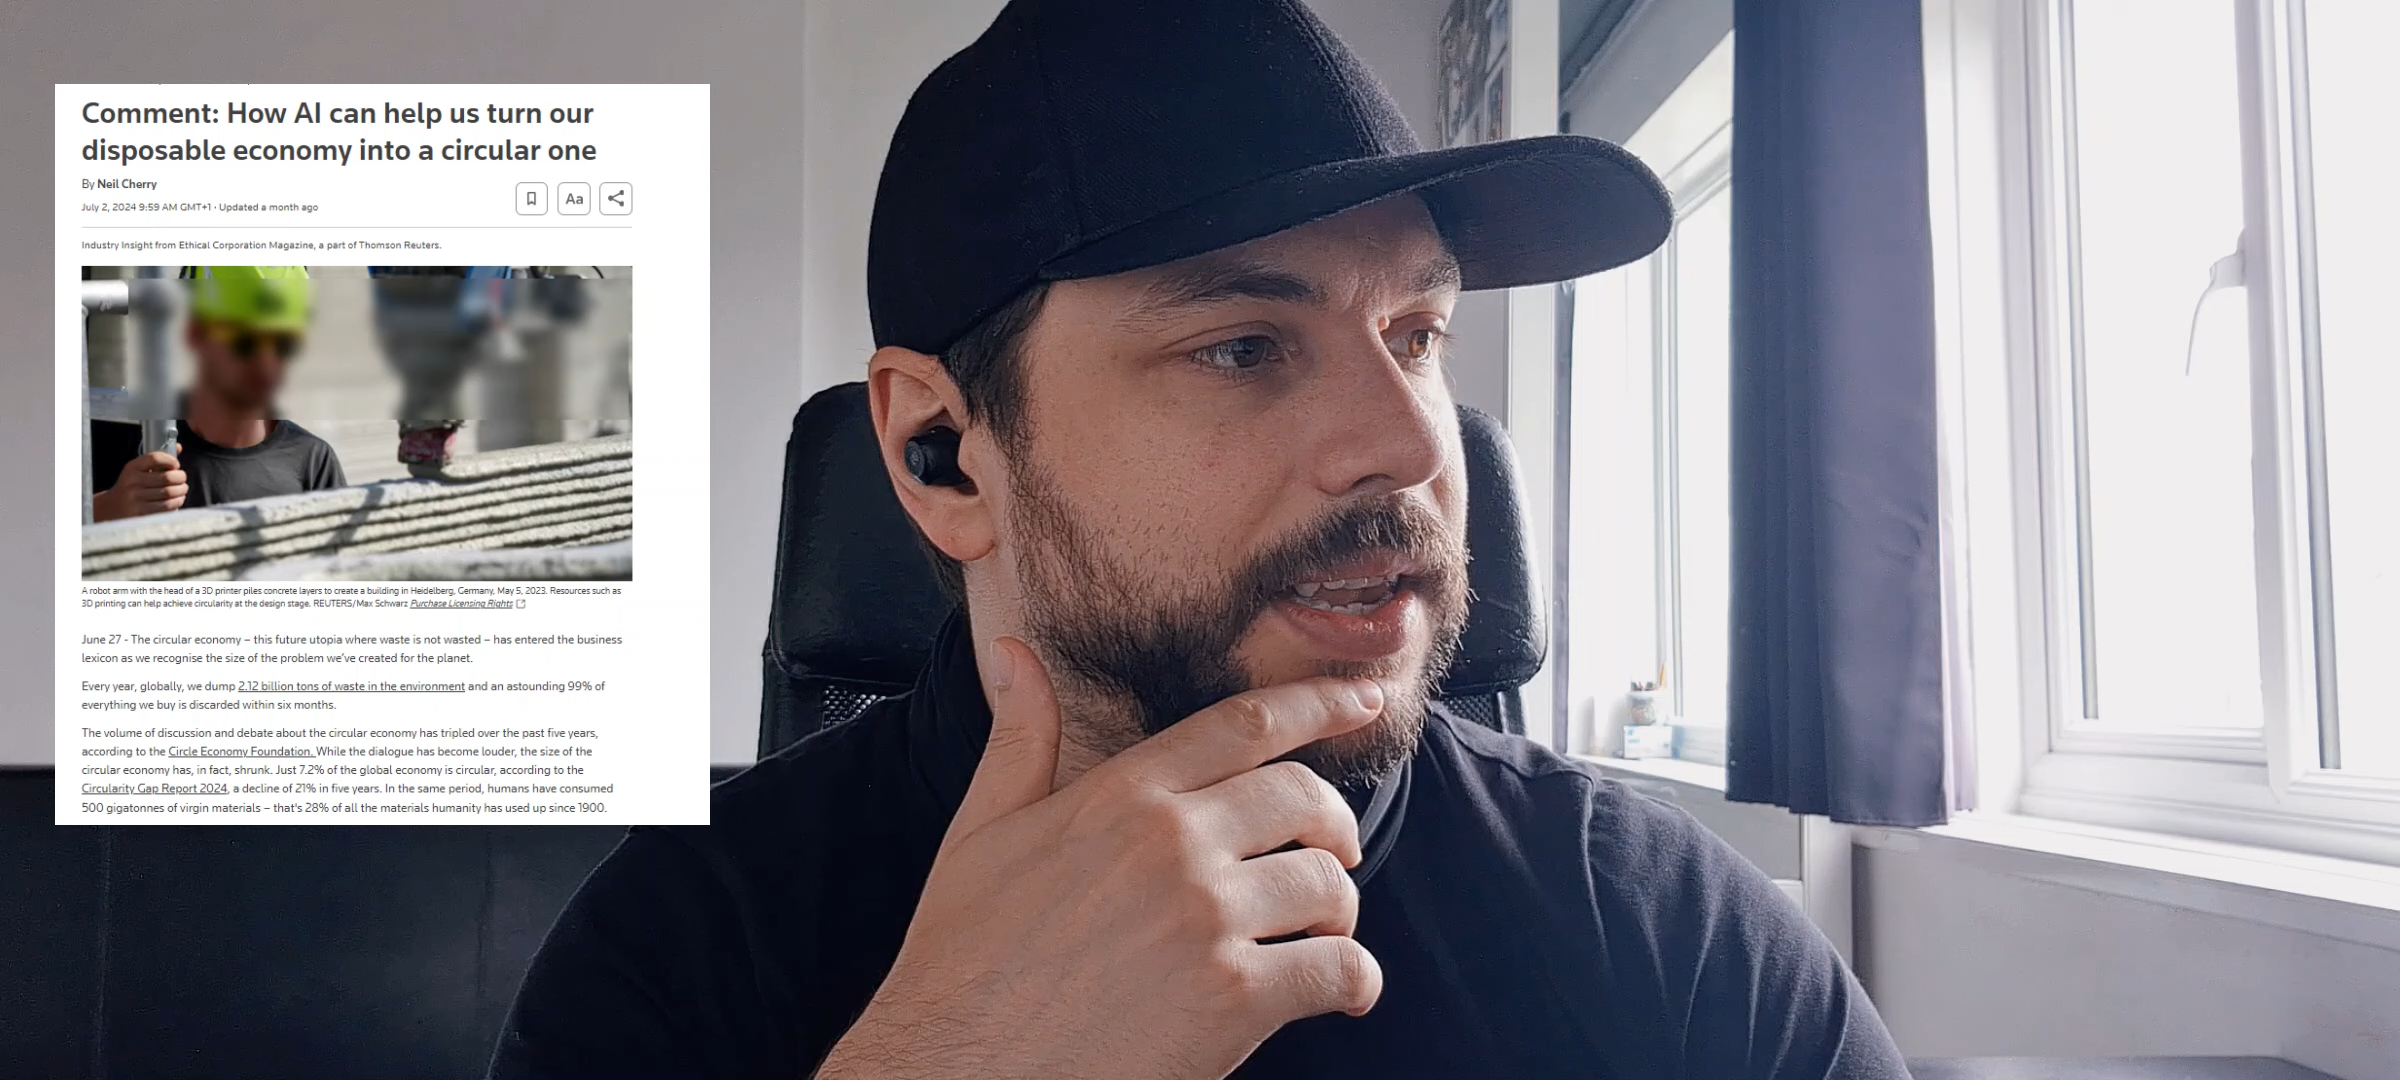 Comment: How AI can help us turn our
disposable economy into a circular one
By Neil Cherry
July 2, 2024 9:59 AM GMT+1 · Updated a month ago
Aa
Industry Insight from Ethical Corporation Magazine, a part of Thomson Reuters.
A robot arm with the head of a 3D printer piles concrete layers to create a building in Heidelberg, Germany, May 5, 2023. Resources such as
3D printing can help achieve circularity at the design stage. REUTERS/Max Schwarz Purchase Licensing Rights
June 27 - The circular economy – this future utopia where waste is not wasted – has entered the business
lexicon as we recognise the size of the problem we've created for the planet.
Every year, globally, we dump 2.12 billion tons of waste in the environment and an astounding 99% of
everything we buy is discarded within six months.
The volume of discussion and debate about the circular economy has tripled over the past five years,
according to the Circle Economy Foundation. While the dialogue has become louder, the size of the
circular economy has, in fact, shrunk. Just 7.2% of the global economy is circular, according to the
Circularity Gap Report 2024, a decline of 21% in five years. In the same period, humans have consumed
500 gigatonnes of virgin materials – that's 28% of all the materials humanity has used up since 1900.